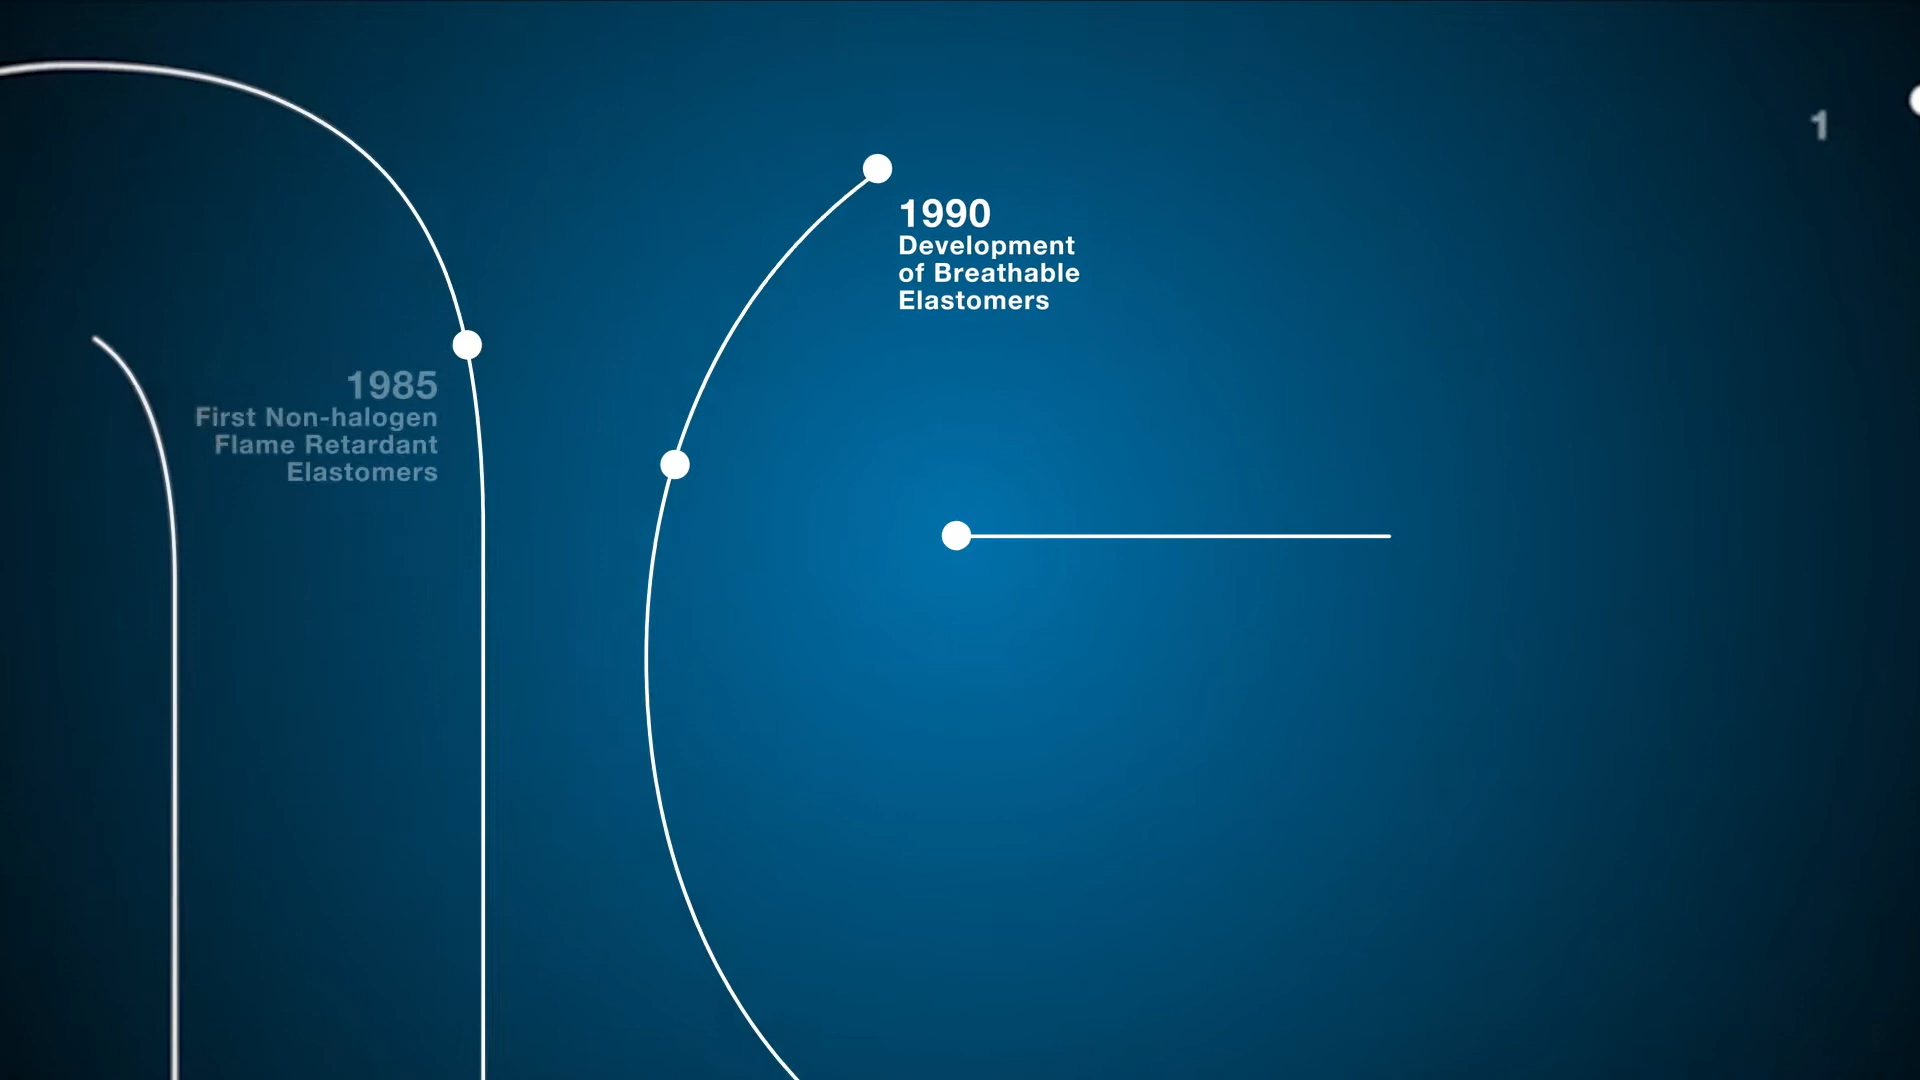 1985
First Non-halogen
Flame Retardant
Elastomers
1990
Development
of Breathable
Elastomers
1